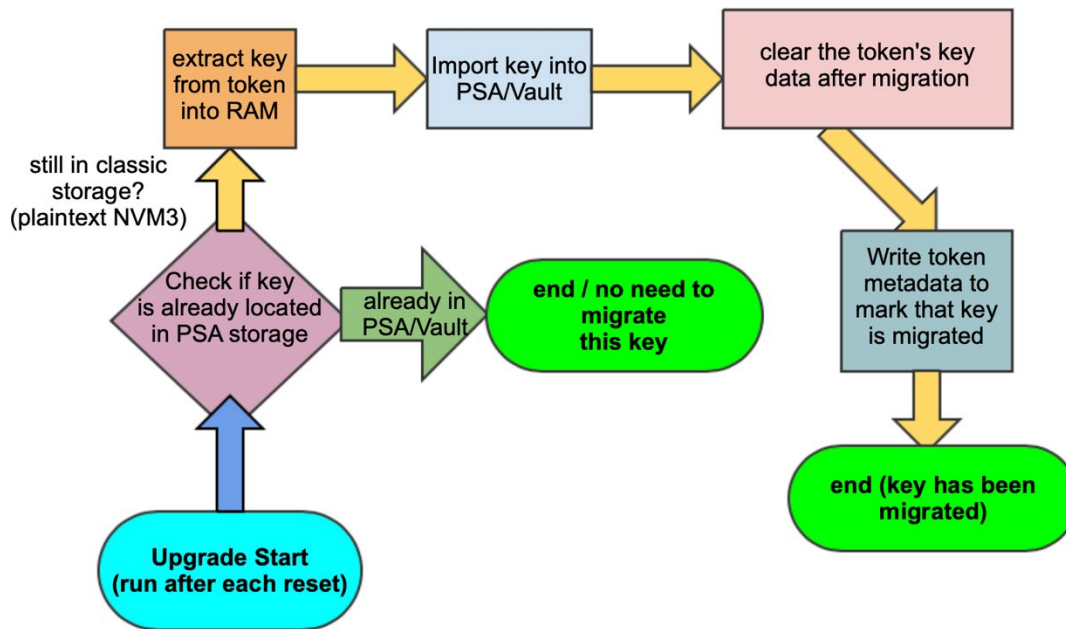 extract key
from token
into RAM
Import key into
PSA/Vault
clear the token's key
data after migration
still in classic
storage?
(plaintext NVM3)
Check if key
is already located
in PSA storage
already in
PSA/Vault
end / no need to
migrate
this key
Write token
metadata to
mark that key
is migrated
end (key has been
migrated)
Upgrade Start
(run after each reset)